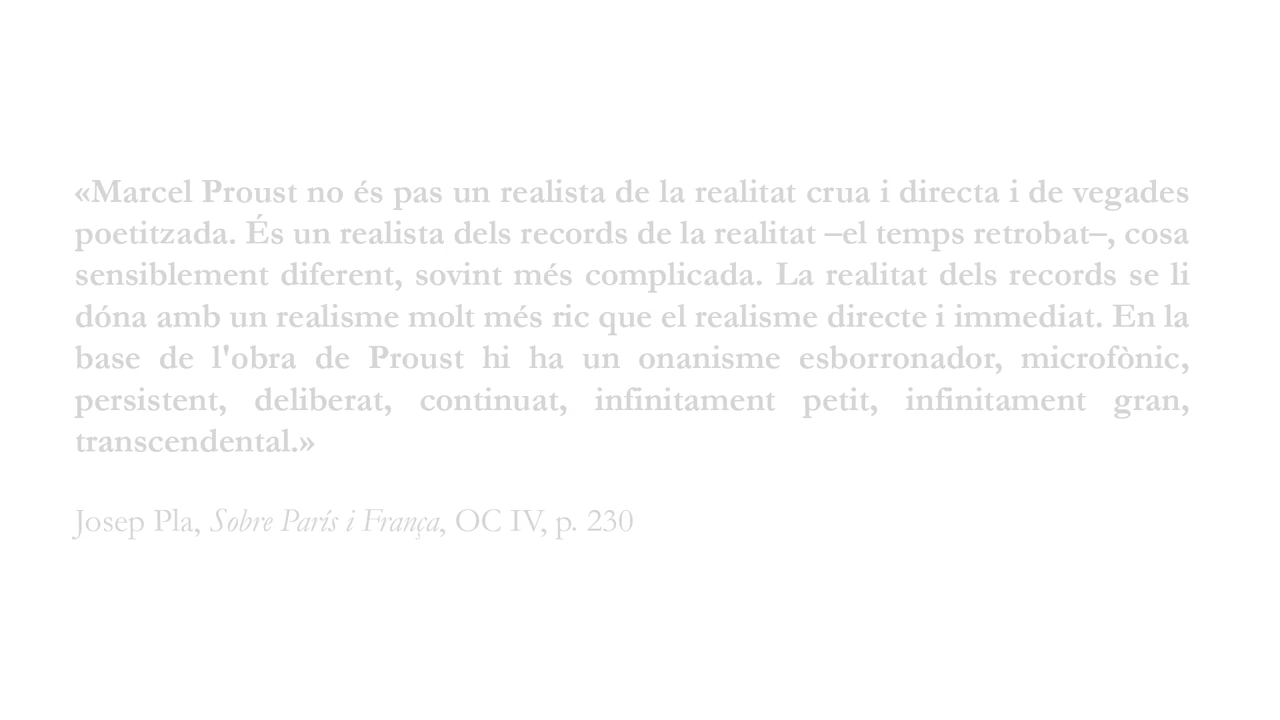 «Marcel Proust no és pas un realista de la realitat crua i directa i de vegades
poetitzada. És un realista dels records de la realitat –el temps retrobat–, cosa
sensiblement diferent, sovint més complicada. La realitat dels records se li
dóna amb un realisme molt més ric que el realisme directe i immediat. En la
base de l'obra de Proust hi ha un onanisme esborronador, microfònic,
persistent, deliberat, continuat, infinitament petit, infinitament gran,
transcendental.»
Josep Pla, Sobre París i França, OC IV, p. 230